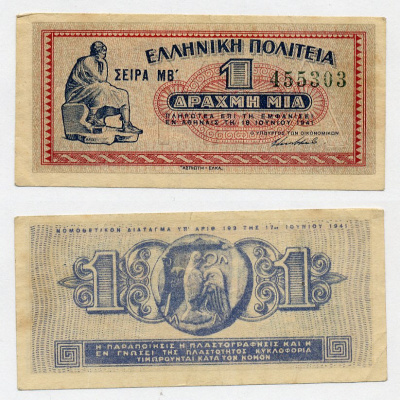 ΕΛΛΗΝΙΚΗ ΠΟΛΙΤΕΙΑ
ΣΕΙΡΑ ΜΒ΄
1
455303
ΔΡΑΧΜΗ ΜΙΑ
ΠΛΗΡΩΤΕΑ ΕΠΙ ΤΗ ΕΜΦΑΝΙΣΕΙ
ΕΝ ΑΘΗΝΑΙΣ ΤΗ 18 ΙΟΥΝΙΟΥ 1941
Ο ΥΠΟΥΡΓΟΣ ΤΩΝ ΟΙΚΟΝΟΜΙΚΩΝ
ΝΟΜΟΘΕΤΙΚΟΝ ΔΙΑΤΑΓΜΑ ΥΠ' ΑΡΙΘ 183 ΤΗΣ 17ης ΙΟΥΝΙΟΥ 1941
1 1
Η ΠΑΡΑΠΟΙΗΣΙΣ Η ΠΛΑΣΤΟΓΡΑΦΗΣΙΣ ΚΑΙ Η
ΕΝ ΓΝΩΣΕΙ ΤΗΣ ΠΛΑΣΤΟΤΗΤΟΣ ΚΥΚΛΟΦΟΡΙΑ
ΤΙΜΩΡΟΥΝΤΑΙ ΚΑΤΑ ΤΟΝ ΝΟΜΟΝ